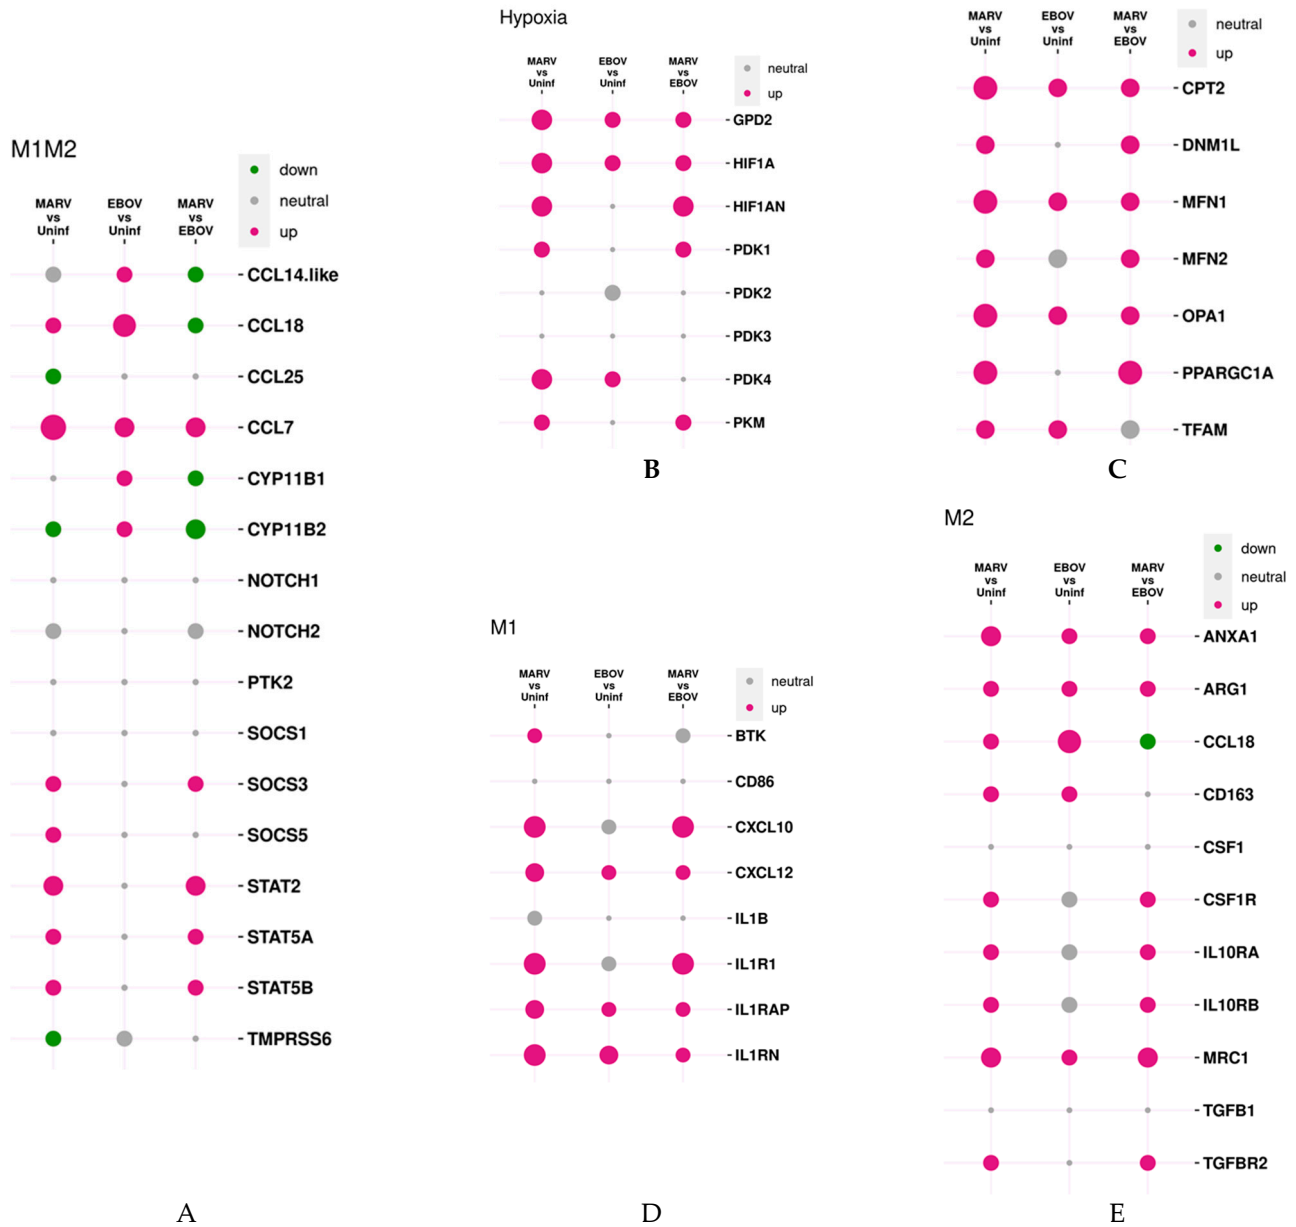 M1M2
MARV vs Uninf
EBOV vs Uninf
MARV vs EBOV
down
neutral
up
CCL14.like
CCL18
CCL25
CCL7
CYP11B1
CYP11B2
NOTCH1
NOTCH2
PTK2
SOCS1
SOCS3
SOCS5
STAT2
STAT5A
STAT5B
TMPRSS6
A
Hypoxia
MARV vs Uninf
EBOV vs Uninf
MARV vs EBOV
neutral
up
GPD2
HIF1A
HIF1AN
PDK1
PDK2
PDK3
PDK4
PKM
B
MARV vs Uninf
EBOV vs Uninf
MARV vs EBOV
neutral
up
CPT2
DNM1L
MFN1
MFN2
OPA1
PPARGC1A
TFAM
C
M1
MARV vs Uninf
EBOV vs Uninf
MARV vs EBOV
neutral
up
BTK
CD86
CXCL10
CXCL12
IL1B
IL1R1
IL1RAP
IL1RN
D
M2
MARV vs Uninf
EBOV vs Uninf
MARV vs EBOV
down
neutral
up
ANXA1
ARG1
CCL18
CD163
CSF1
CSF1R
IL10RA
IL10RB
MRC1
TGFB1
TGFBR2
E